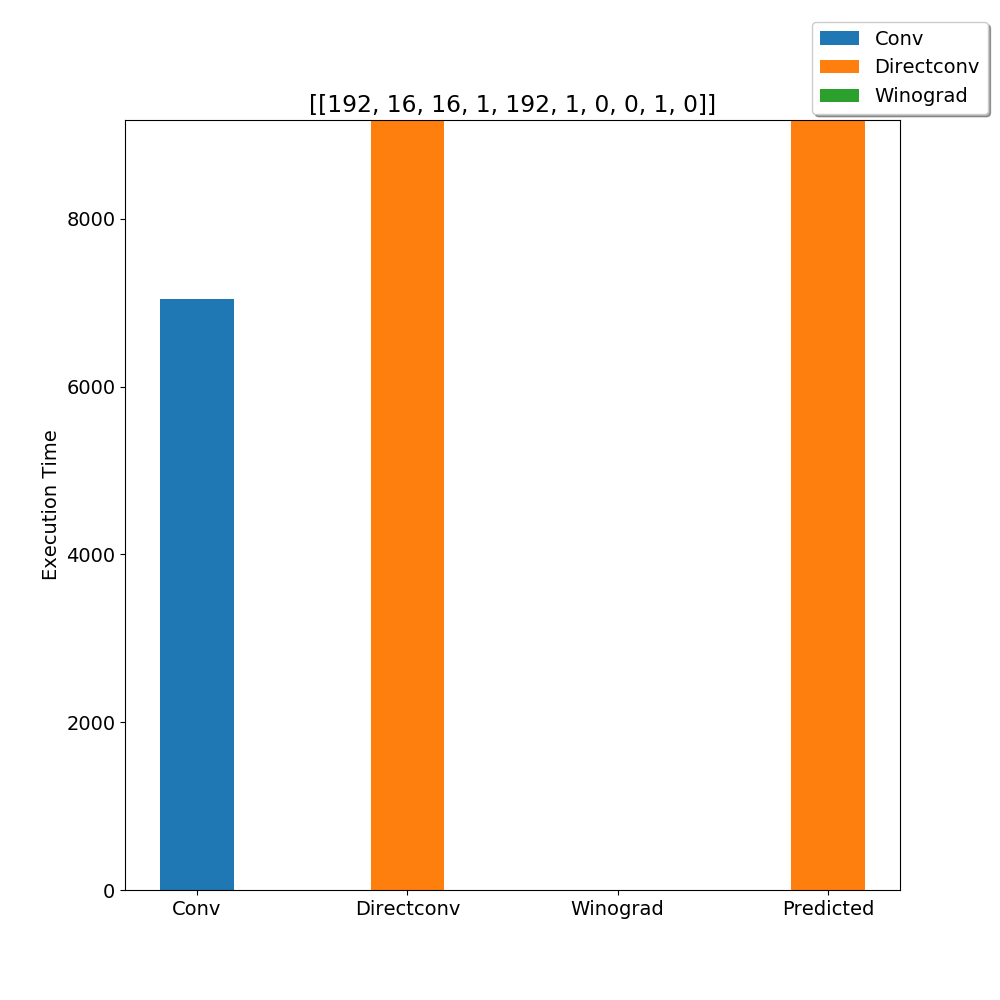 Conv
Directconv
Winograd
[[192, 16, 16, 1, 192, 1, 0, 0, 1, 0]]
8000
6000
4000
2000
0
Execution Time
Conv Directconv Winograd Predicted